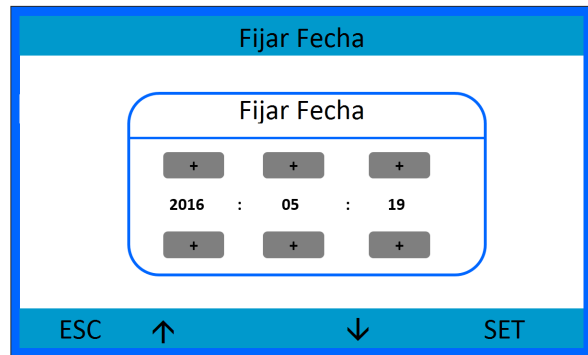 Fijar Fecha
Fijar Fecha
+ + +
2016 : 05 : 19
+ + +
ESC ↑ ↓ SET